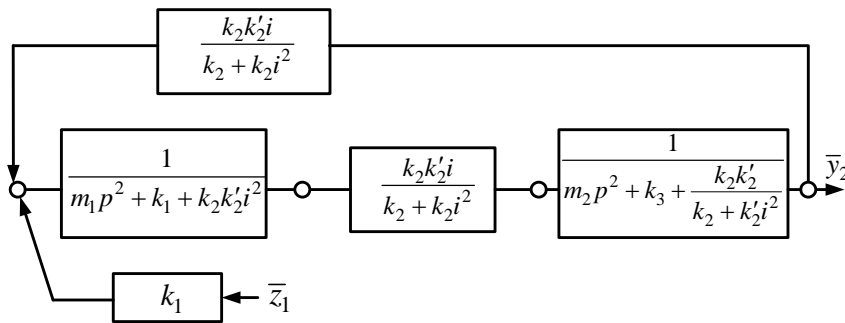 k₂k₂′i / (k₂ + k₂i²)
1 / (m₁p² + k₁ + k₂k₂′i²)
k₂k₂′i / (k₂ + k₂i²)
1 / (m₂p² + k₃ + k₂k₂′ / (k₂ + k₂′i²))
y̅₂
k₁
z̅₁